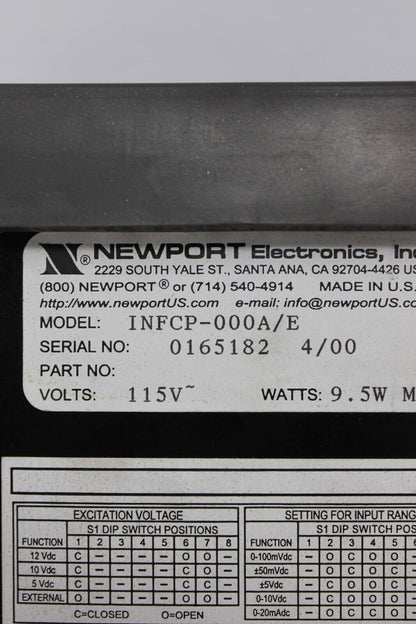 N® NEWPORT Electronics, Inc
2229 SOUTH YALE ST., SANTA ANA, CA 92704-4426 US
(800) NEWPORT® or (714) 540-4914 MADE IN U.S.
http://www.newportUS.com e-mail: info@newportUS
MODEL: INFCP-000A/E
SERIAL NO: 0165182 4/00
PART NO:
VOLTS: 115V~ WATTS: 9.5W M
EXCITATION VOLTAGE
S1 DIP SWITCH POSITIONS
FUNCTION 1 2 3 4 5 6 7 8
12 Vdc C – – – – O O –
10 Vdc C – – – – C O –
5 Vdc C – – – – C C –
EXTERNAL O – – – – O O –
C=CLOSED O=OPEN
SETTING FOR INPUT RANG
S1 DIP SWITCH POS
FUNCTION 1 2 3 4 5 6
0-100mVdc – O C O O
±50mVdc – O C C O
±5Vdc – O C C O
0-10Vdc – C O O O
0-20mAdc – O C C C